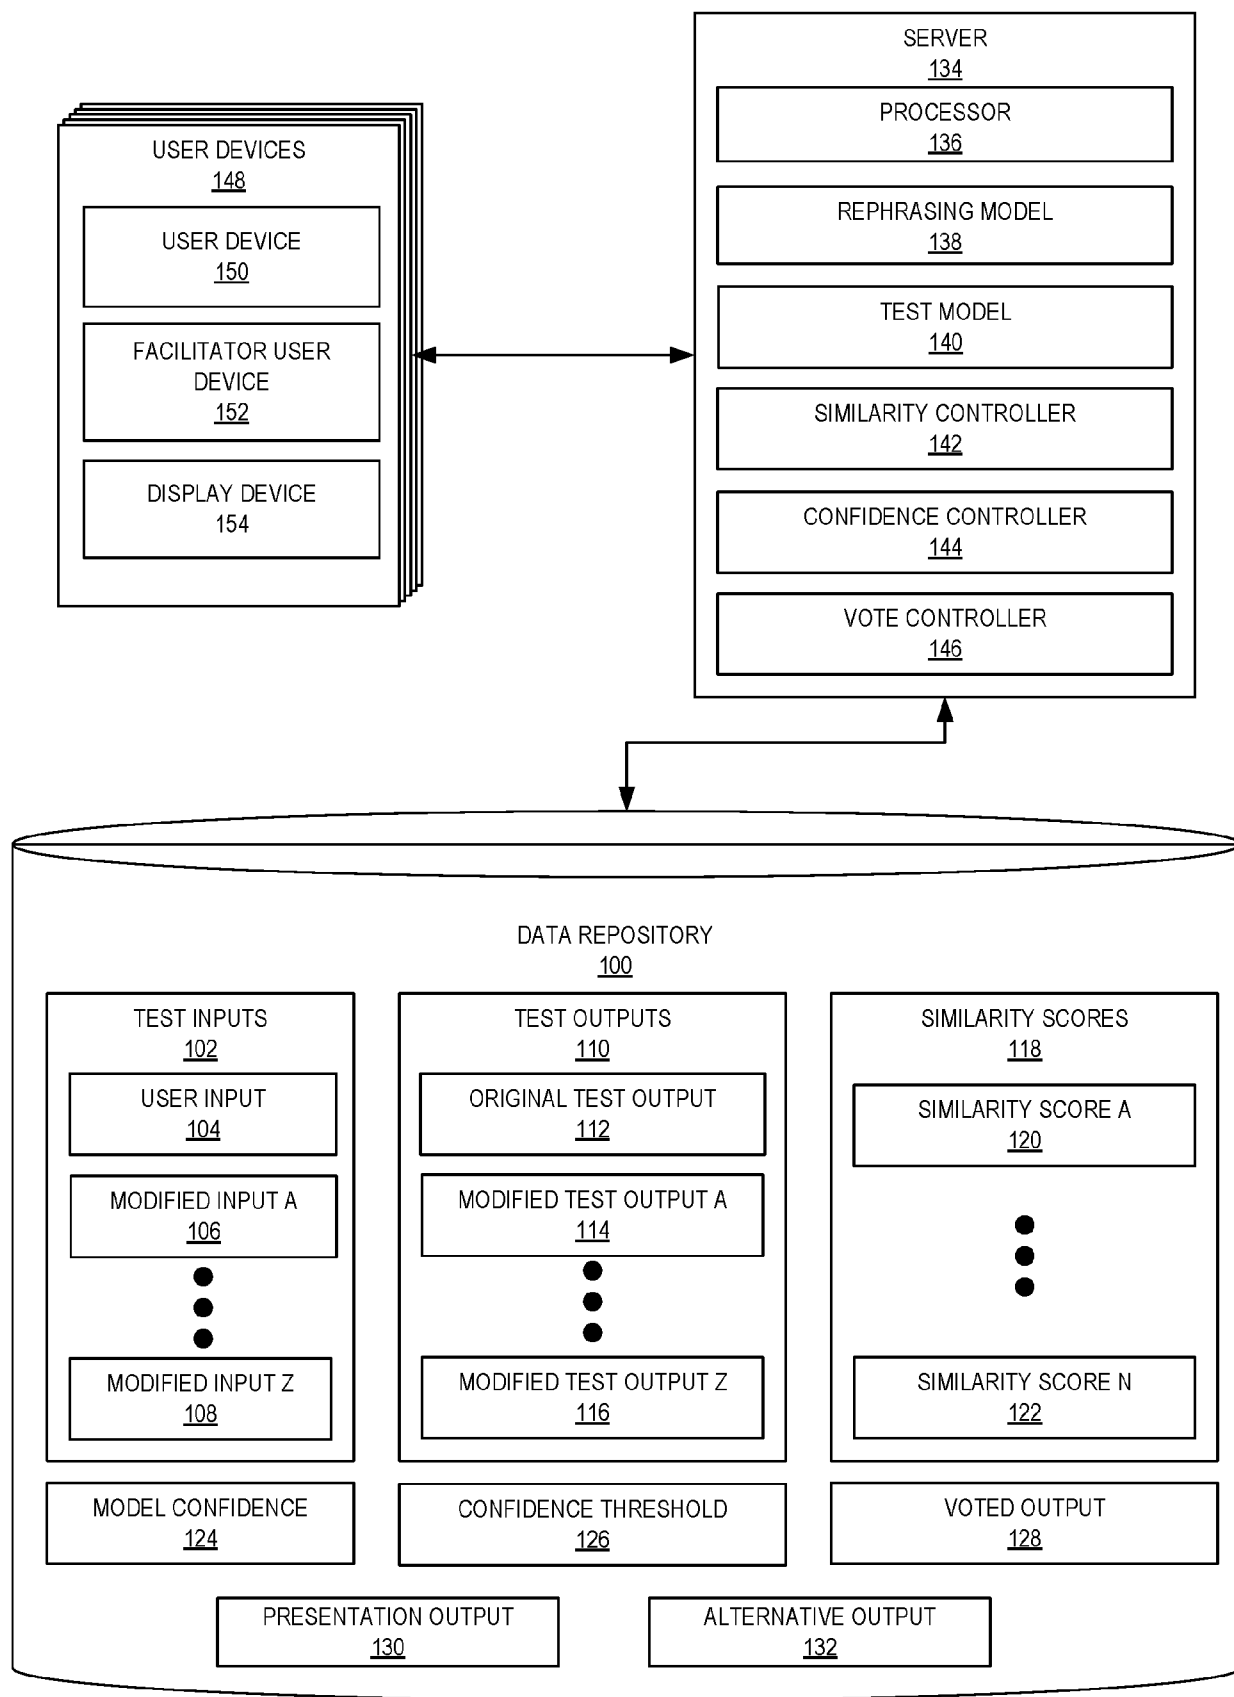 SERVER
134
PROCESSOR
136
REPHRASING MODEL
138
TEST MODEL
140
SIMILARITY CONTROLLER
142
CONFIDENCE CONTROLLER
144
VOTE CONTROLLER
146
USER DEVICES
148
USER DEVICE
150
FACILITATOR USER
DEVICE
152
DISPLAY DEVICE
154
DATA REPOSITORY
100
TEST INPUTS
102
USER INPUT
104
MODIFIED INPUT A
106
MODIFIED INPUT Z
108
TEST OUTPUTS
110
ORIGINAL TEST OUTPUT
112
MODIFIED TEST OUTPUT A
114
MODIFIED TEST OUTPUT Z
116
SIMILARITY SCORES
118
SIMILARITY SCORE A
120
SIMILARITY SCORE N
122
MODEL CONFIDENCE
124
CONFIDENCE THRESHOLD
126
VOTED OUTPUT
128
PRESENTATION OUTPUT
130
ALTERNATIVE OUTPUT
132